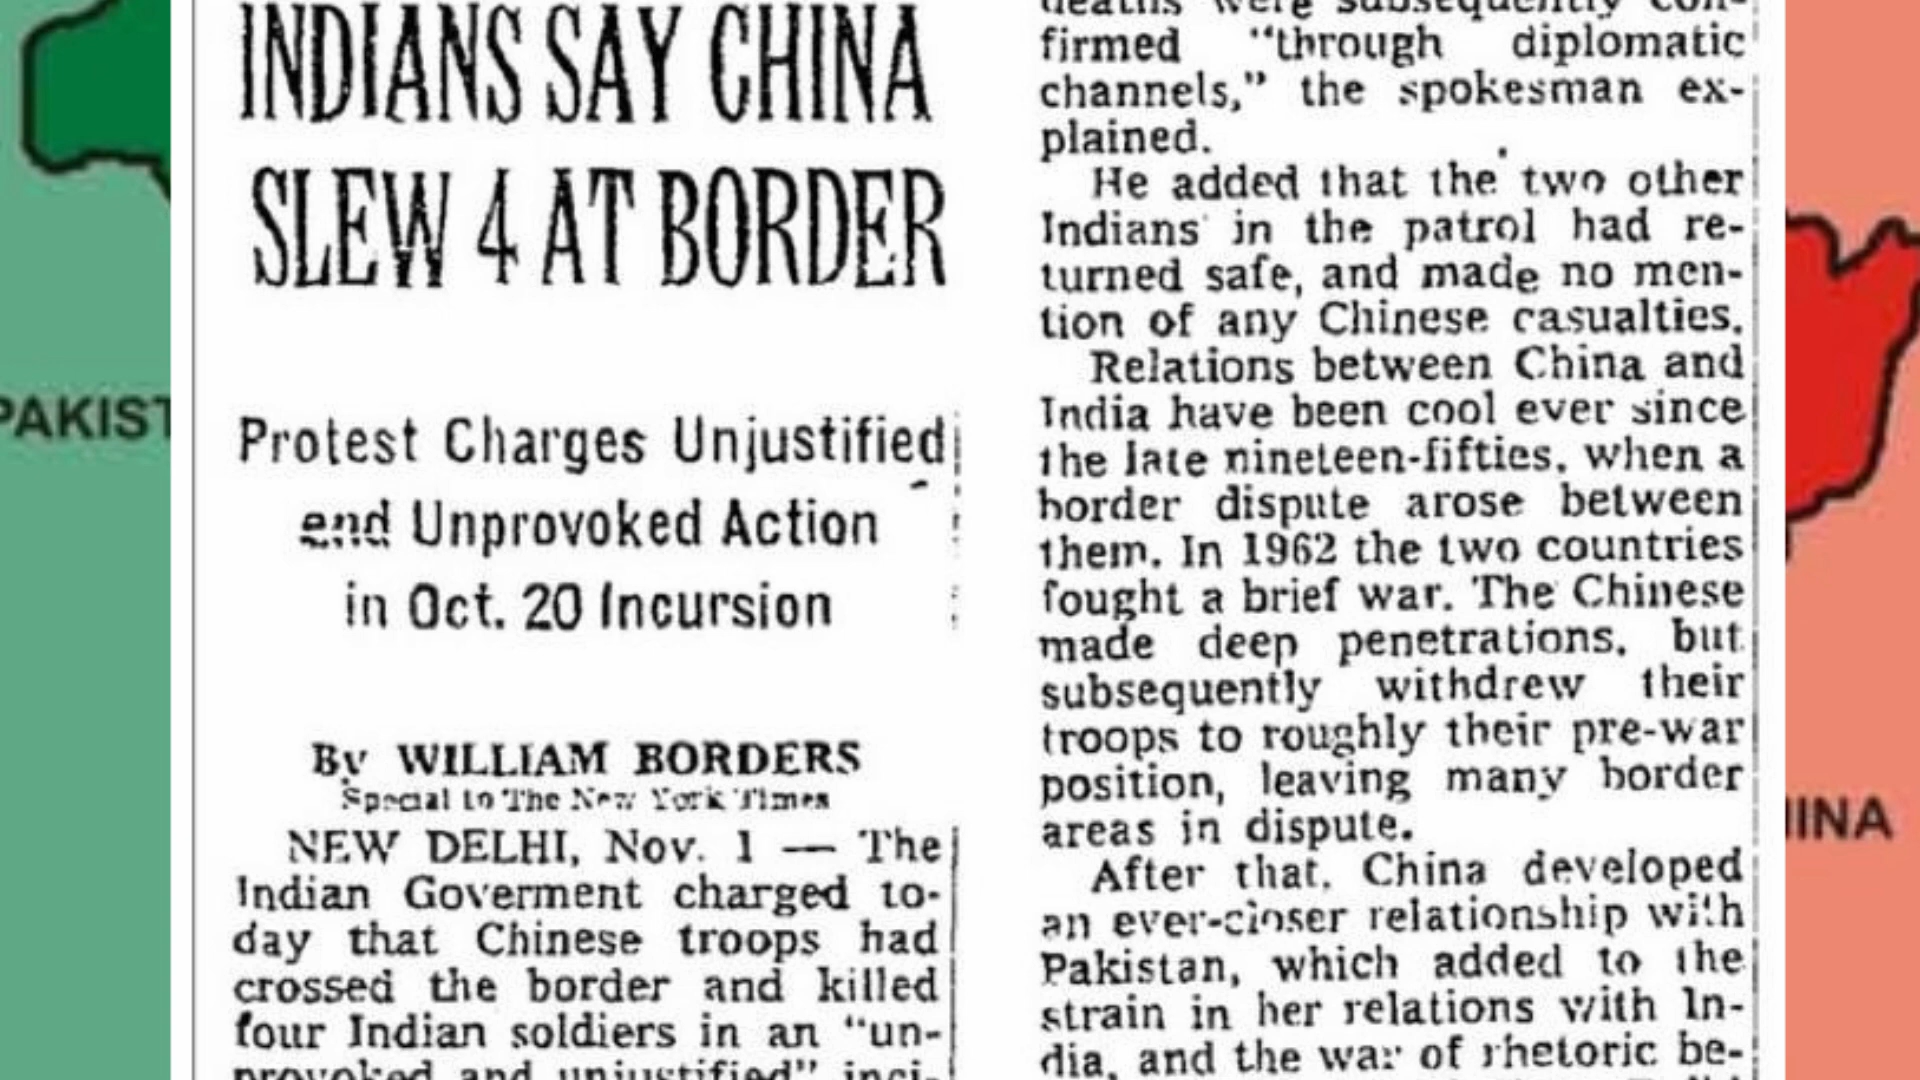 INDIANS SAY CHINA
SLEW 4 AT BORDER
Protest Charges Unjustified
and Unprovoked Action
in Oct. 20 Incursion
By WILLIAM BORDERS
Special to The New York Times
NEW DELHI, Nov. 1 — The
Indian Goverment charged to-
day that Chinese troops had
crossed the border and killed
four Indian soldiers in an "un-
provoked and unjustified" inci-
deaths were subsequently con-
firmed "through diplomatic
channels," the spokesman ex-
plained.
He added that the two other
Indians in the patrol had re-
turned safe, and made no men-
tion of any Chinese casualties.
Relations between China and
India have been cool ever since
the late nineteen-fifties, when a
border dispute arose between
them. In 1962 the two countries
fought a brief war. The Chinese
made deep penetrations, but
subsequently withdrew their
troops to roughly their pre-war
position, leaving many border
areas in dispute.
After that, China developed
an ever-closer relationship with
Pakistan, which added to the
strain in her relations with In-
dia, and the war of rhetoric be-
PAKIST
INA